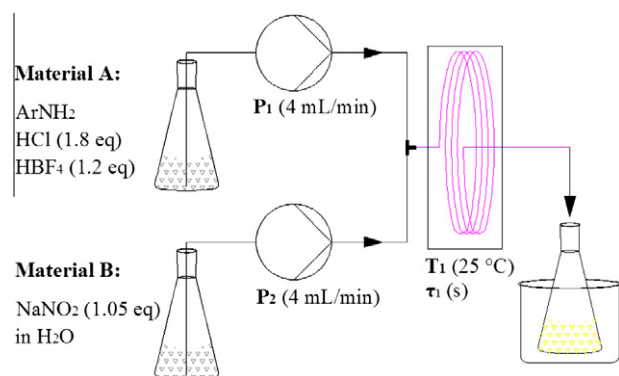 Material A:
ArNH₂
HCl (1.8 eq)
HBF₄ (1.2 eq)
P₁ (4 mL/min)
Material B:
NaNO₂ (1.05 eq)
in H₂O
P₂ (4 mL/min)
T₁ (25 °C)
τ₁ (s)